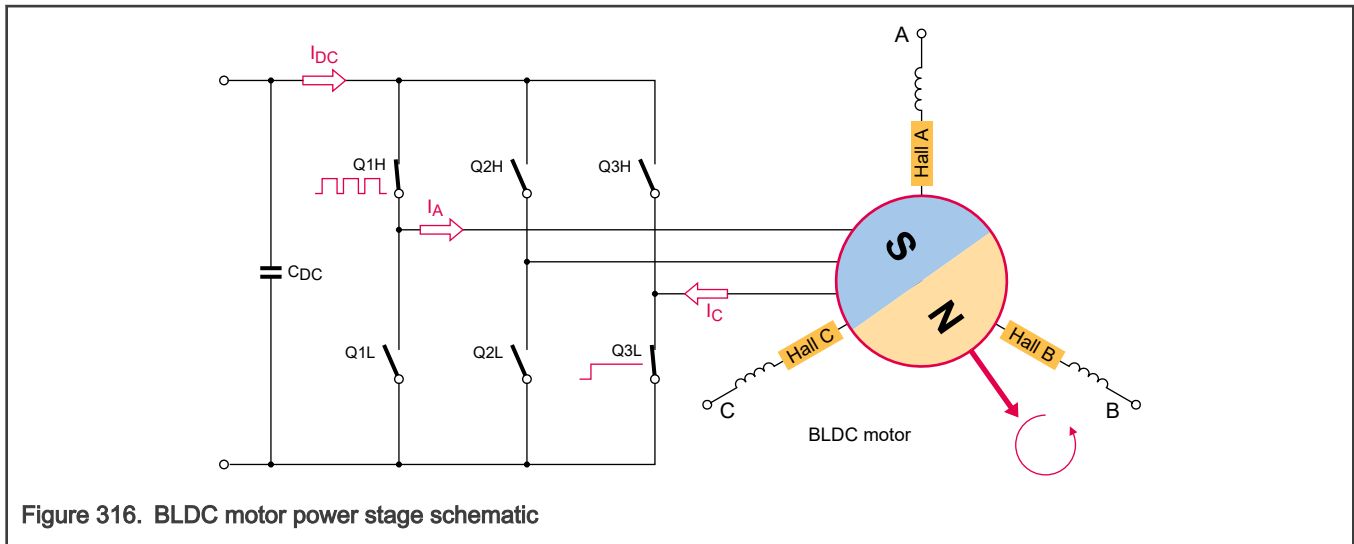 A
IDC
Hall A
Q1H
Q2H
Q3H
IA
S
CDC
N
IC
Hall C
Hall B
Q1L
Q2L
Q3L
C
B
BLDC motor
Figure 316. BLDC motor power stage schematic